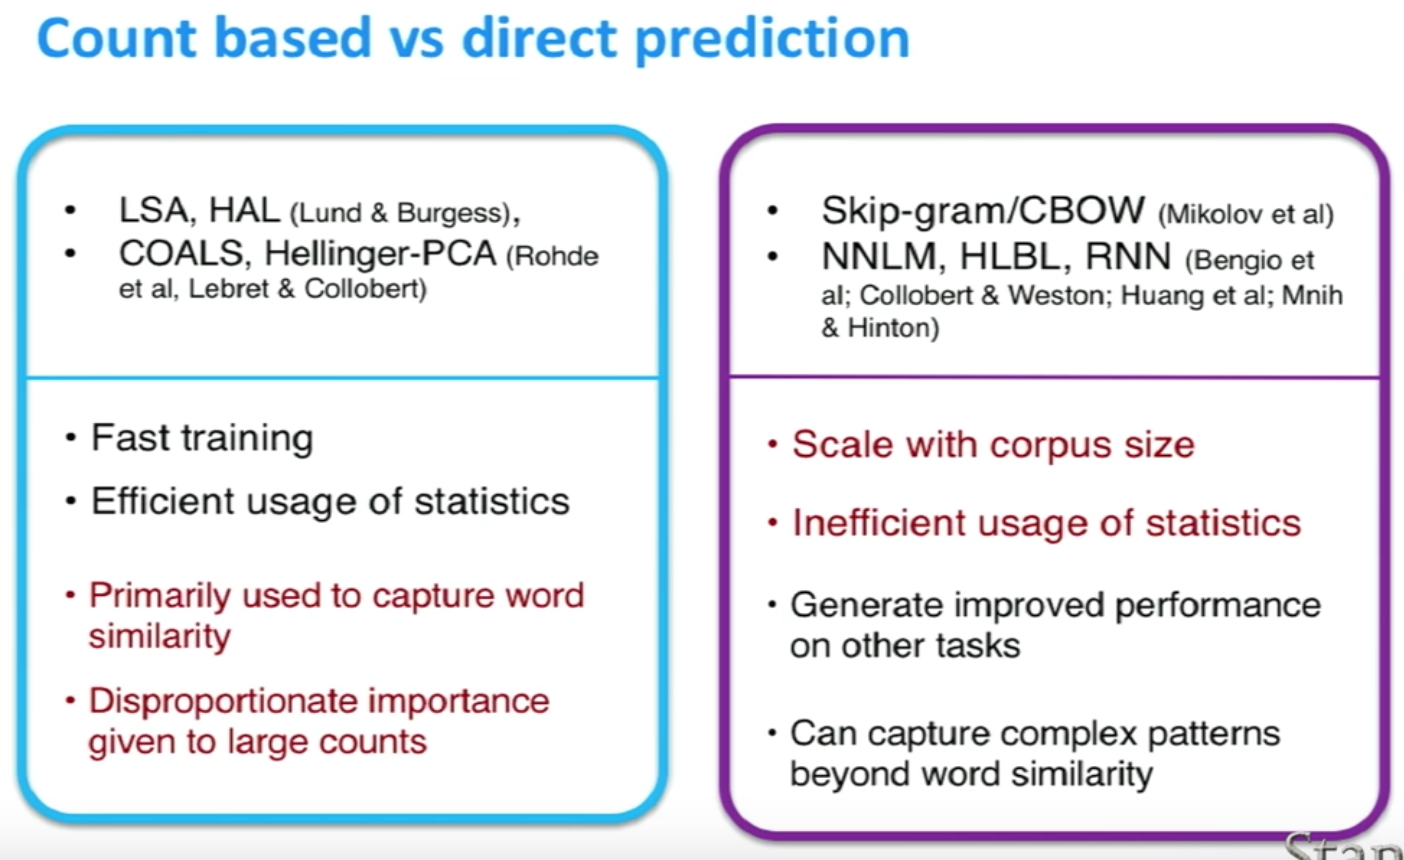 Count based vs direct prediction
• LSA, HAL (Lund & Burgess),
• COALS, Hellinger-PCA (Rohde
et al, Lebret & Collobert)
• Fast training
• Efficient usage of statistics
• Primarily used to capture word
similarity
• Disproportionate importance
given to large counts
• Skip-gram/CBOW (Mikolov et al)
• NNLM, HLBL, RNN (Bengio et
al; Collobert & Weston; Huang et al; Mnih
& Hinton)
• Scale with corpus size
• Inefficient usage of statistics
• Generate improved performance
on other tasks
• Can capture complex patterns
beyond word similarity